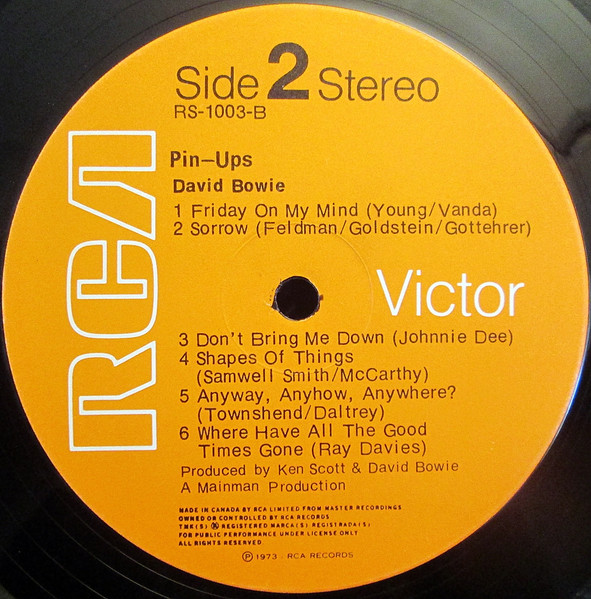 Side 2 Stereo
RS-1003-B
RCA
Pin-Ups
David Bowie
1 Friday On My Mind (Young/Vanda)
2 Sorrow (Feldman/Goldstein/Gottehrer)
Victor
3 Don't Bring Me Down (Johnnie Dee)
4 Shapes Of Things
(Samwell Smith/McCarthy)
5 Anyway, Anyhow, Anywhere?
(Townshend/Daltrey)
6 Where Have All The Good
Times Gone (Ray Davies)
Produced by Ken Scott & David Bowie
A Mainman Production
MADE IN CANADA BY RCA LIMITED FROM MASTER RECORDINGS
OWNED OR CONTROLLED BY RCA RECORDS
TMK(S) ® REGISTERED MARCA(S) REGISTRADA(S)
FOR PUBLIC PERFORMANCE UNDER LICENSE ONLY
ALL RIGHTS RESERVED.
℗ 1973 - RCA RECORDS